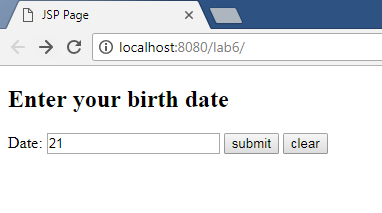 JSP Page
localhost:8080/lab6/
Enter your birth date
Date: 21 submit clear